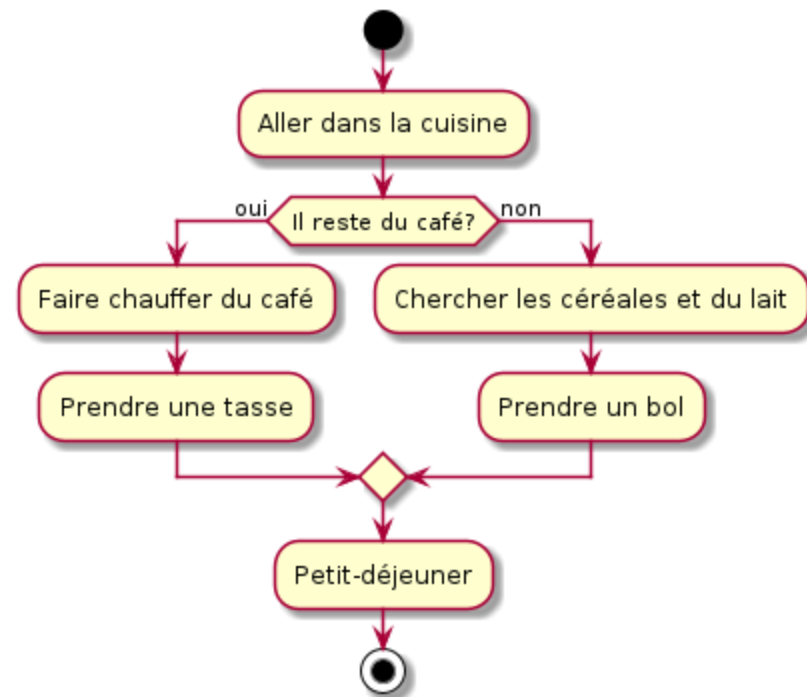 Aller dans la cuisine
oui
Il reste du café?
non
Faire chauffer du café
Chercher les céréales et du lait
Prendre une tasse
Prendre un bol
Petit-déjeuner